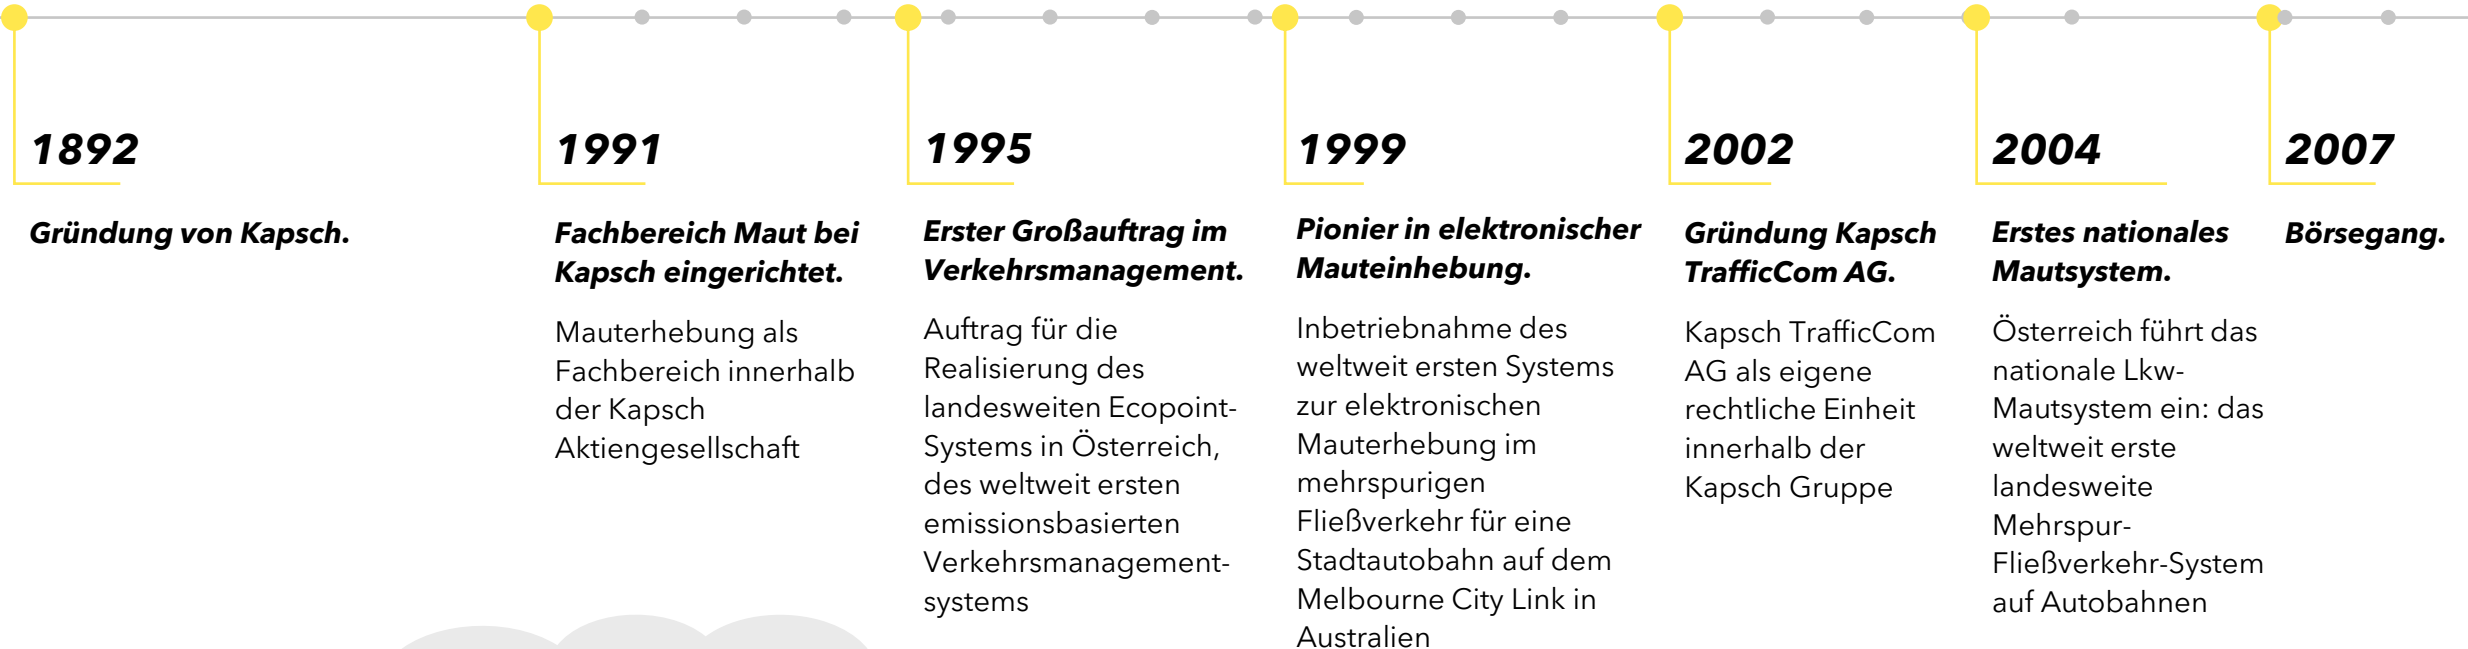 1892
Gründung von Kapsch.
1991
Fachbereich Maut bei
Kapsch eingerichtet.
Mauterhebung als
Fachbereich innerhalb
der Kapsch
Aktiengesellschaft
1995
Erster Großauftrag im
Verkehrsmanagement.
Auftrag für die
Realisierung des
landesweiten Ecopoint-
Systems in Österreich,
des weltweit ersten
emissionsbasierten
Verkehrsmanagement-
systems
1999
Pionier in elektronischer
Mauteinhebung.
Inbetriebnahme des
weltweit ersten Systems
zur elektronischen
Mauterhebung im
mehrspurigen
Fließverkehr für eine
Stadtautobahn auf dem
Melbourne City Link in
Australien
2002
Gründung Kapsch
TrafficCom AG.
Kapsch TrafficCom
AG als eigene
rechtliche Einheit
innerhalb der
Kapsch Gruppe
2004
Erstes nationales
Mautsystem.
Österreich führt das
nationale Lkw-
Mautsystem ein: das
weltweit erste
landesweite
Mehrspur-
Fließverkehr-System
auf Autobahnen
2007
Börsegang.